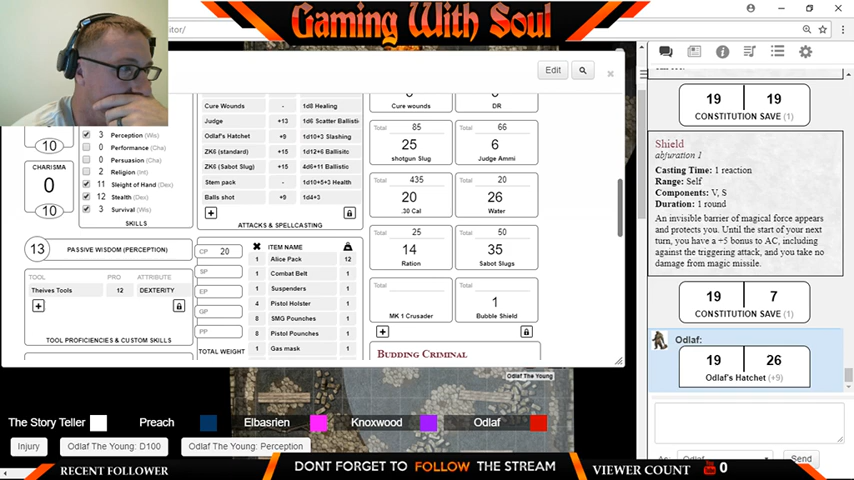 Gaming With Soul
itor/
Edit
Cure Wounds - 1d8 Healing
Judge +13 1d6 Scatter Ballistic
Odlaf's Hatchet +9 1d10+3 Slashing
ZK6 (standard) +15 1d12+6 Ballisitc
ZK6 (Sabot Slug) +15 4d6+11 Ballistic
Stem pack - 1d10+5+3 Health
Balls shot +9 1d4+3
ATTACKS & SPELLCASTING
10
CHARISMA
0
10
3 Perception (Wis)
0 Performance (Cha)
0 Persuasion (Cha)
2 Religion (Int)
11 Sleight of Hand (Dex)
12 Stealth (Dex)
3 Survival (Wis)
SKILLS
13 PASSIVE WISDOM (PERCEPTION)
TOOL PRO ATTRIBUTE
Theives Tools 12 DEXTERITY
TOOL PROFICIENCIES & CUSTOM SKILLS
CP 20
SP
EP
GP
PP
TOTAL WEIGHT
ITEM NAME
1 Alice Pack 12
1 Combat Belt 1
1 Suspenders 1
4 Pistol Holster 1
8 SMG Pounches 1
8 Pistol Pounches 1
1 Gas mask 1
Cure wounds
DR
Total 85
25
shotgun Slug
Total 66
6
Judge Ammi
Total 435
20
.30 Cal
Total 20
26
Water
Total 25
14
Ration
Total 50
35
Sabot Slugs
Total
MK 1 Crusader
Total
1
Bubble Shield
BUDDING CRIMINAL
19 19
CONSTITUTION SAVE (1)
Shield
abjuration 1
Casting Time: 1 reaction
Range: Self
Components: V, S
Duration: 1 round
An invisible barrier of magical force appears
and protects you. Until the start of your next
turn, you have a +5 bonus to AC, including
against the triggering attack, and you take no
damage from magic missile.
19 7
CONSTITUTION SAVE (1)
Odlaf:
19 26
Odlaf's Hatchet (+9)
As: Odlaf
Send
Odlaf The Young
The Story Teller Preach Elbasrien Knoxwood Odlaf
Injury Odlaf The Young: D100 Odlaf The Young: Perception
RECENT FOLLOWER
DONT FORGET TO FOLLOW THE STREAM
VIEWER COUNT 0